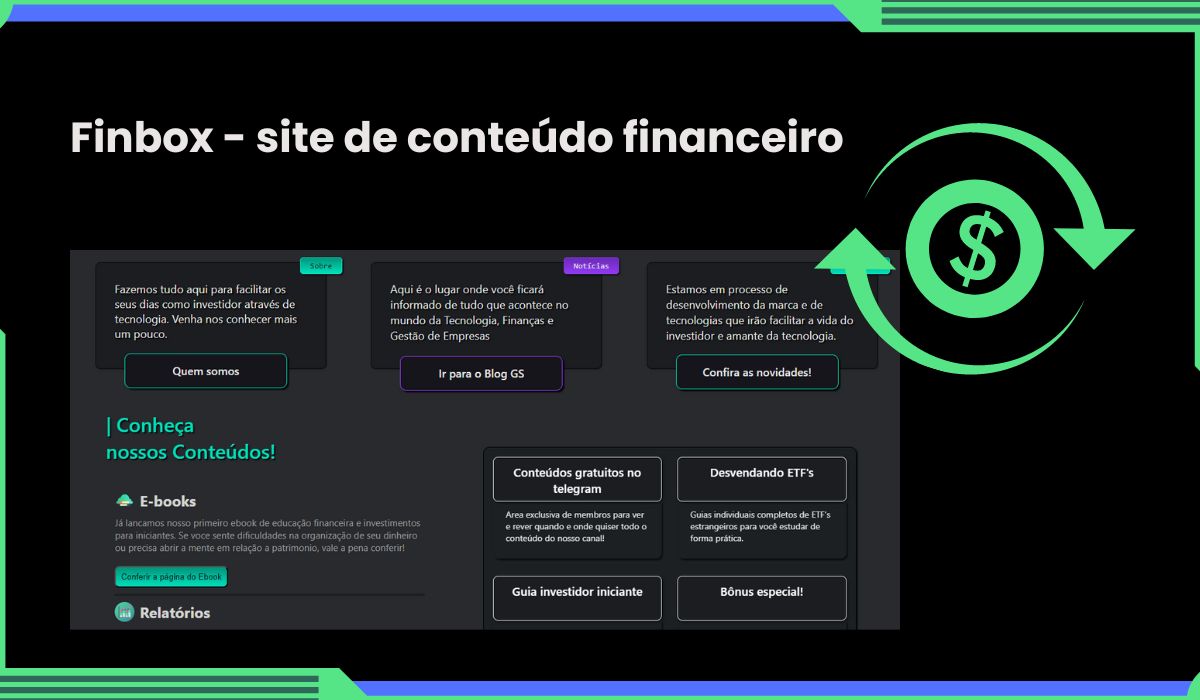 Finbox - site de conteúdo financeiro
$
Sobre
Fazemos tudo aqui para facilitar os
seus dias como investidor através de
tecnologia. Venha nos conhecer mais
um pouco.
Quem somos
Notícias
Aqui é o lugar onde você ficará
informado de tudo que acontece no
mundo da Tecnologia, Finanças e
Gestão de Empresas
Ir para o Blog GS
Estamos em processo de
desenvolvimento da marca e de
tecnologias que irão facilitar a vida do
investidor e amante da tecnologia.
Confira as novidades!
| Conheça
nossos Conteúdos!
E-books
Já lancamos nosso primeiro ebook de educação financeira e investimentos
para iniciantes. Se voce sente dificuldades na organização de seu dinheiro
ou precisa abrir a mente em relação a patrimonio, vale a pena conferir!
Conferir a página do Ebook
Relatórios
Conteúdos gratuitos no
telegram
Area exclusiva de membros para ver
e rever quando e onde quiser todo o
conteúdo do nosso canal!
Desvendando ETF's
Guias individuais completos de ETF's
estrangeiros para você estudar de
forma prática.
Guia investidor iniciante
Bônus especial!